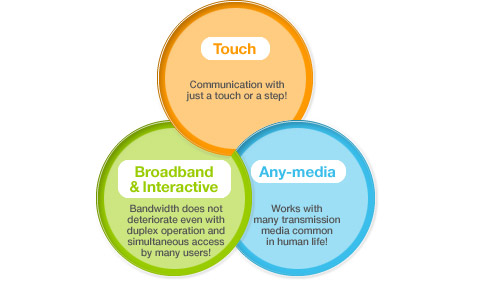 Touch
Communication with
just a touch or a step!
Broadband
& Interactive
Bandwidth does not
deteriorate even with
duplex operation and
simultaneous access
by many users!
Any-media
Works with
many transmission
media common
in human life!